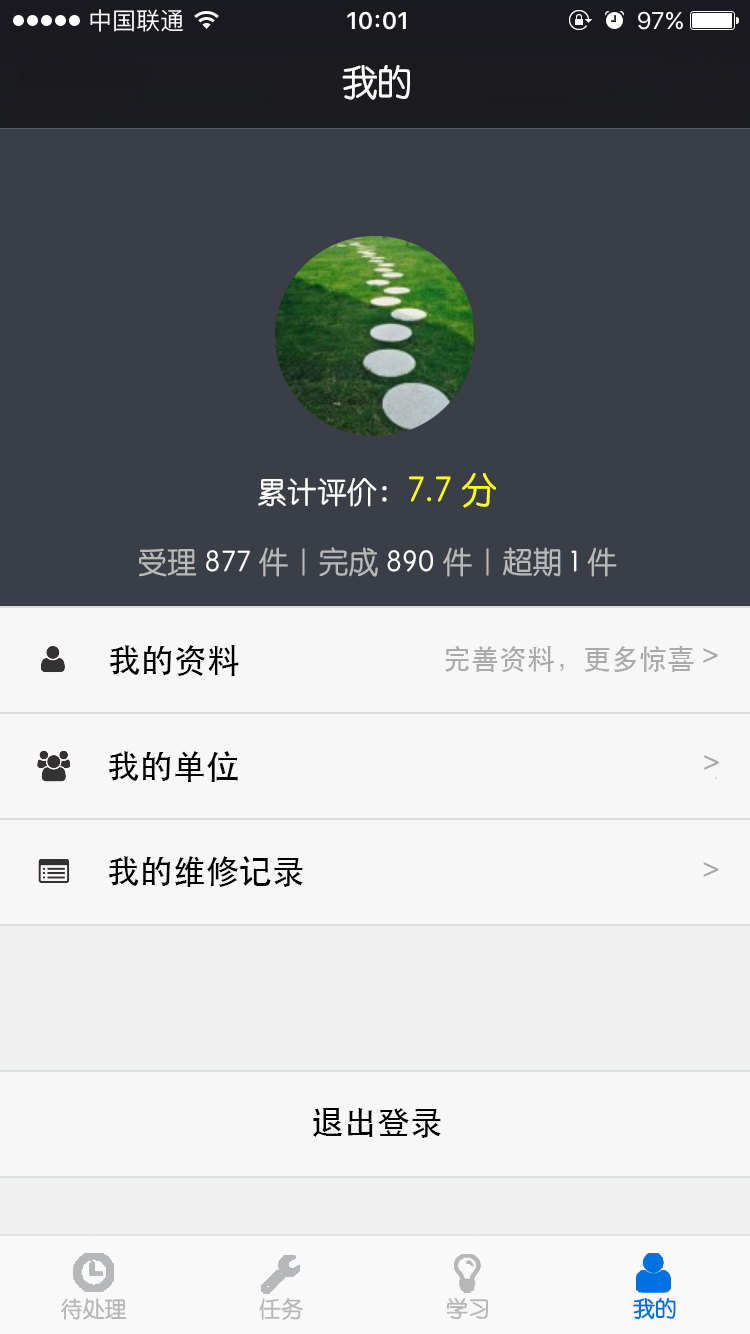 中国联通 10:01 97%
我的
累计评价：7.7 分
受理 877 件 | 完成 890 件 | 超期 1 件
我的资料 完善资料，更多惊喜 >
我的单位 >
我的维修记录 >
退出登录
待处理 任务 学习 我的